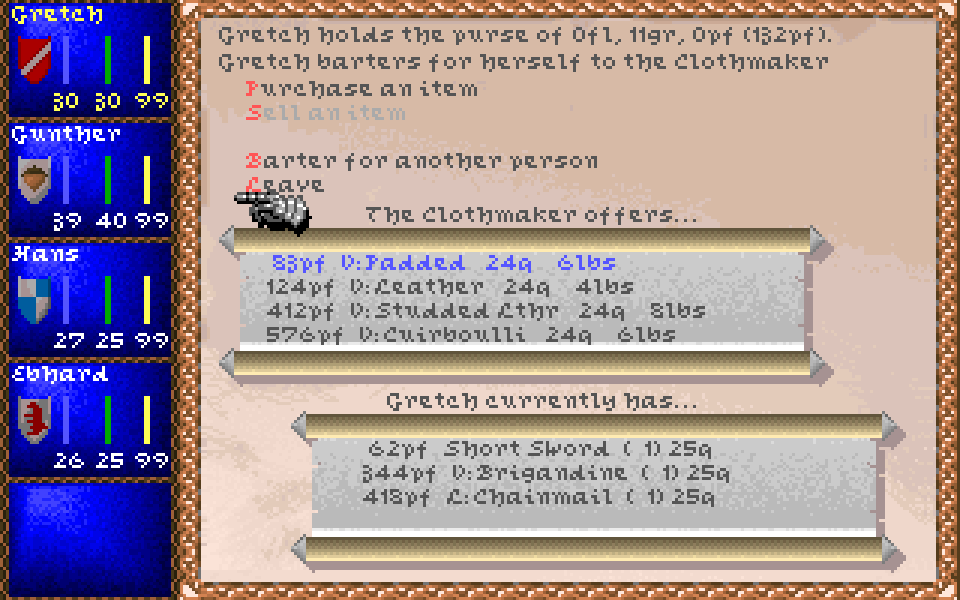 Gretch
30 30 99
Gunther
39 40 99
Hans
27 25 99
Ebhard
26 25 99
Gretch holds the purse of 0fl, 11gr, 0pf (132pf).
Gretch barters for herself to the Clothmaker
Purchase an item
Sell an item
Barter for another person
Leave
The Clothmaker offers...
83pf V:Padded 24q 6lbs
124pf V:Leather 24q 4lbs
412pf V:Studded Lthr 24q 8lbs
576pf V:Cuirboulli 24q 6lbs
Gretch currently has...
62pf Short Sword ( 1) 25q
344pf V:Brigandine ( 1) 25q
418pf L:Chainmail ( 1) 25q